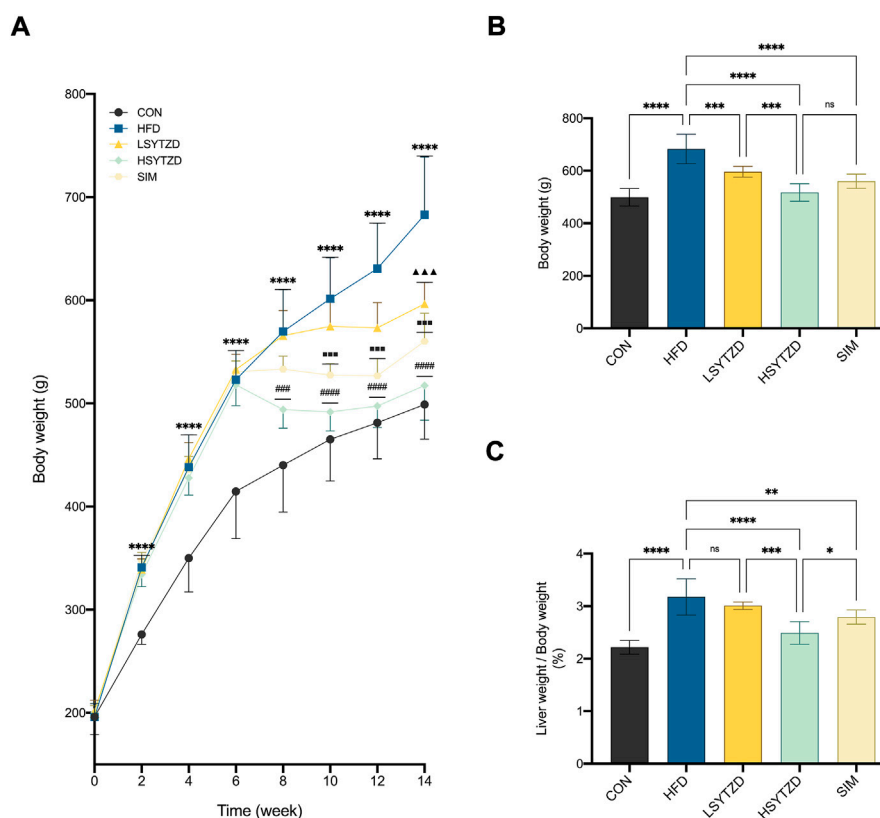 A
800
700
600
500
400
300
200
0
2
4
6
8
10
12
14
Body weight (g)
Time (week)
CON
HFD
LSYTZD
HSYTZD
SIM
****
****
****
****
****
****
****
▲▲▲
■■■
■■■
■■■
###
####
####
####
B
****
****
**** *** *** ns
800
600
400
200
0
Body weight (g)
CON
HFD
LSYTZD
HSYTZD
SIM
C
**
****
**** ns *** *
4
3
2
1
0
Liver weight / Body weight
(%)
CON
HFD
LSYTZD
HSYTZD
SIM